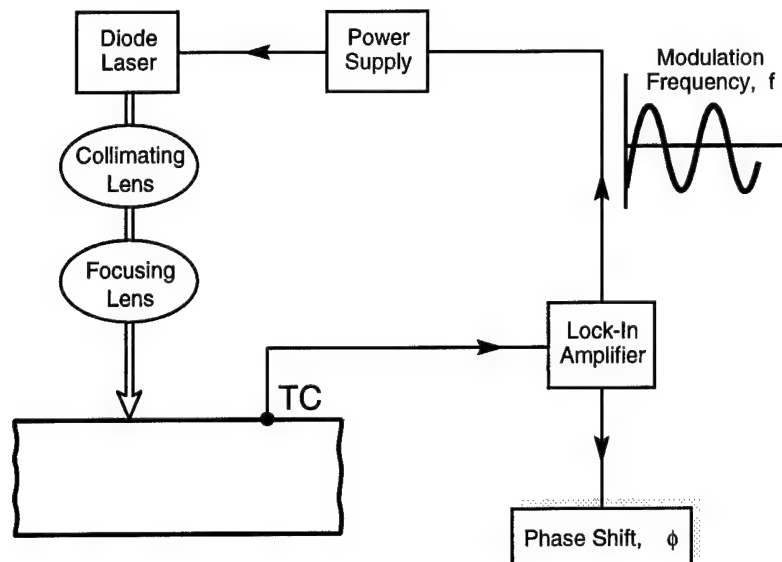 Diode
Laser
Power
Supply
Modulation
Frequency, f
Collimating
Lens
Focusing
Lens
Lock-In
Amplifier
TC
Phase Shift, ϕ